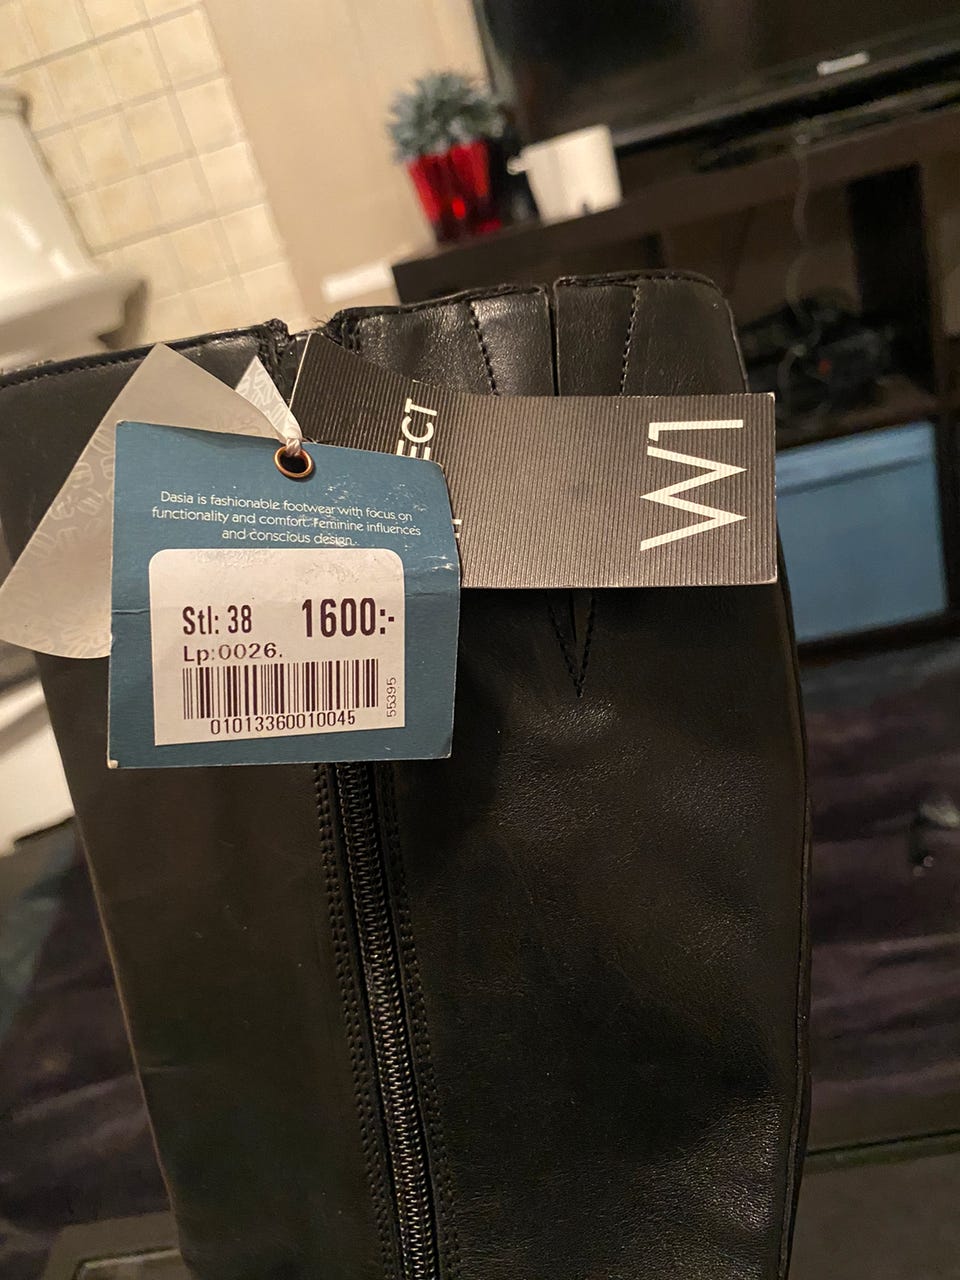 Dasia is fashionable footwear with focus on
functionality and comfort. Feminine influences
and conscious design.
Stl: 38 1600:-
Lp:0026.
01013360010045
55395
ECT
W1